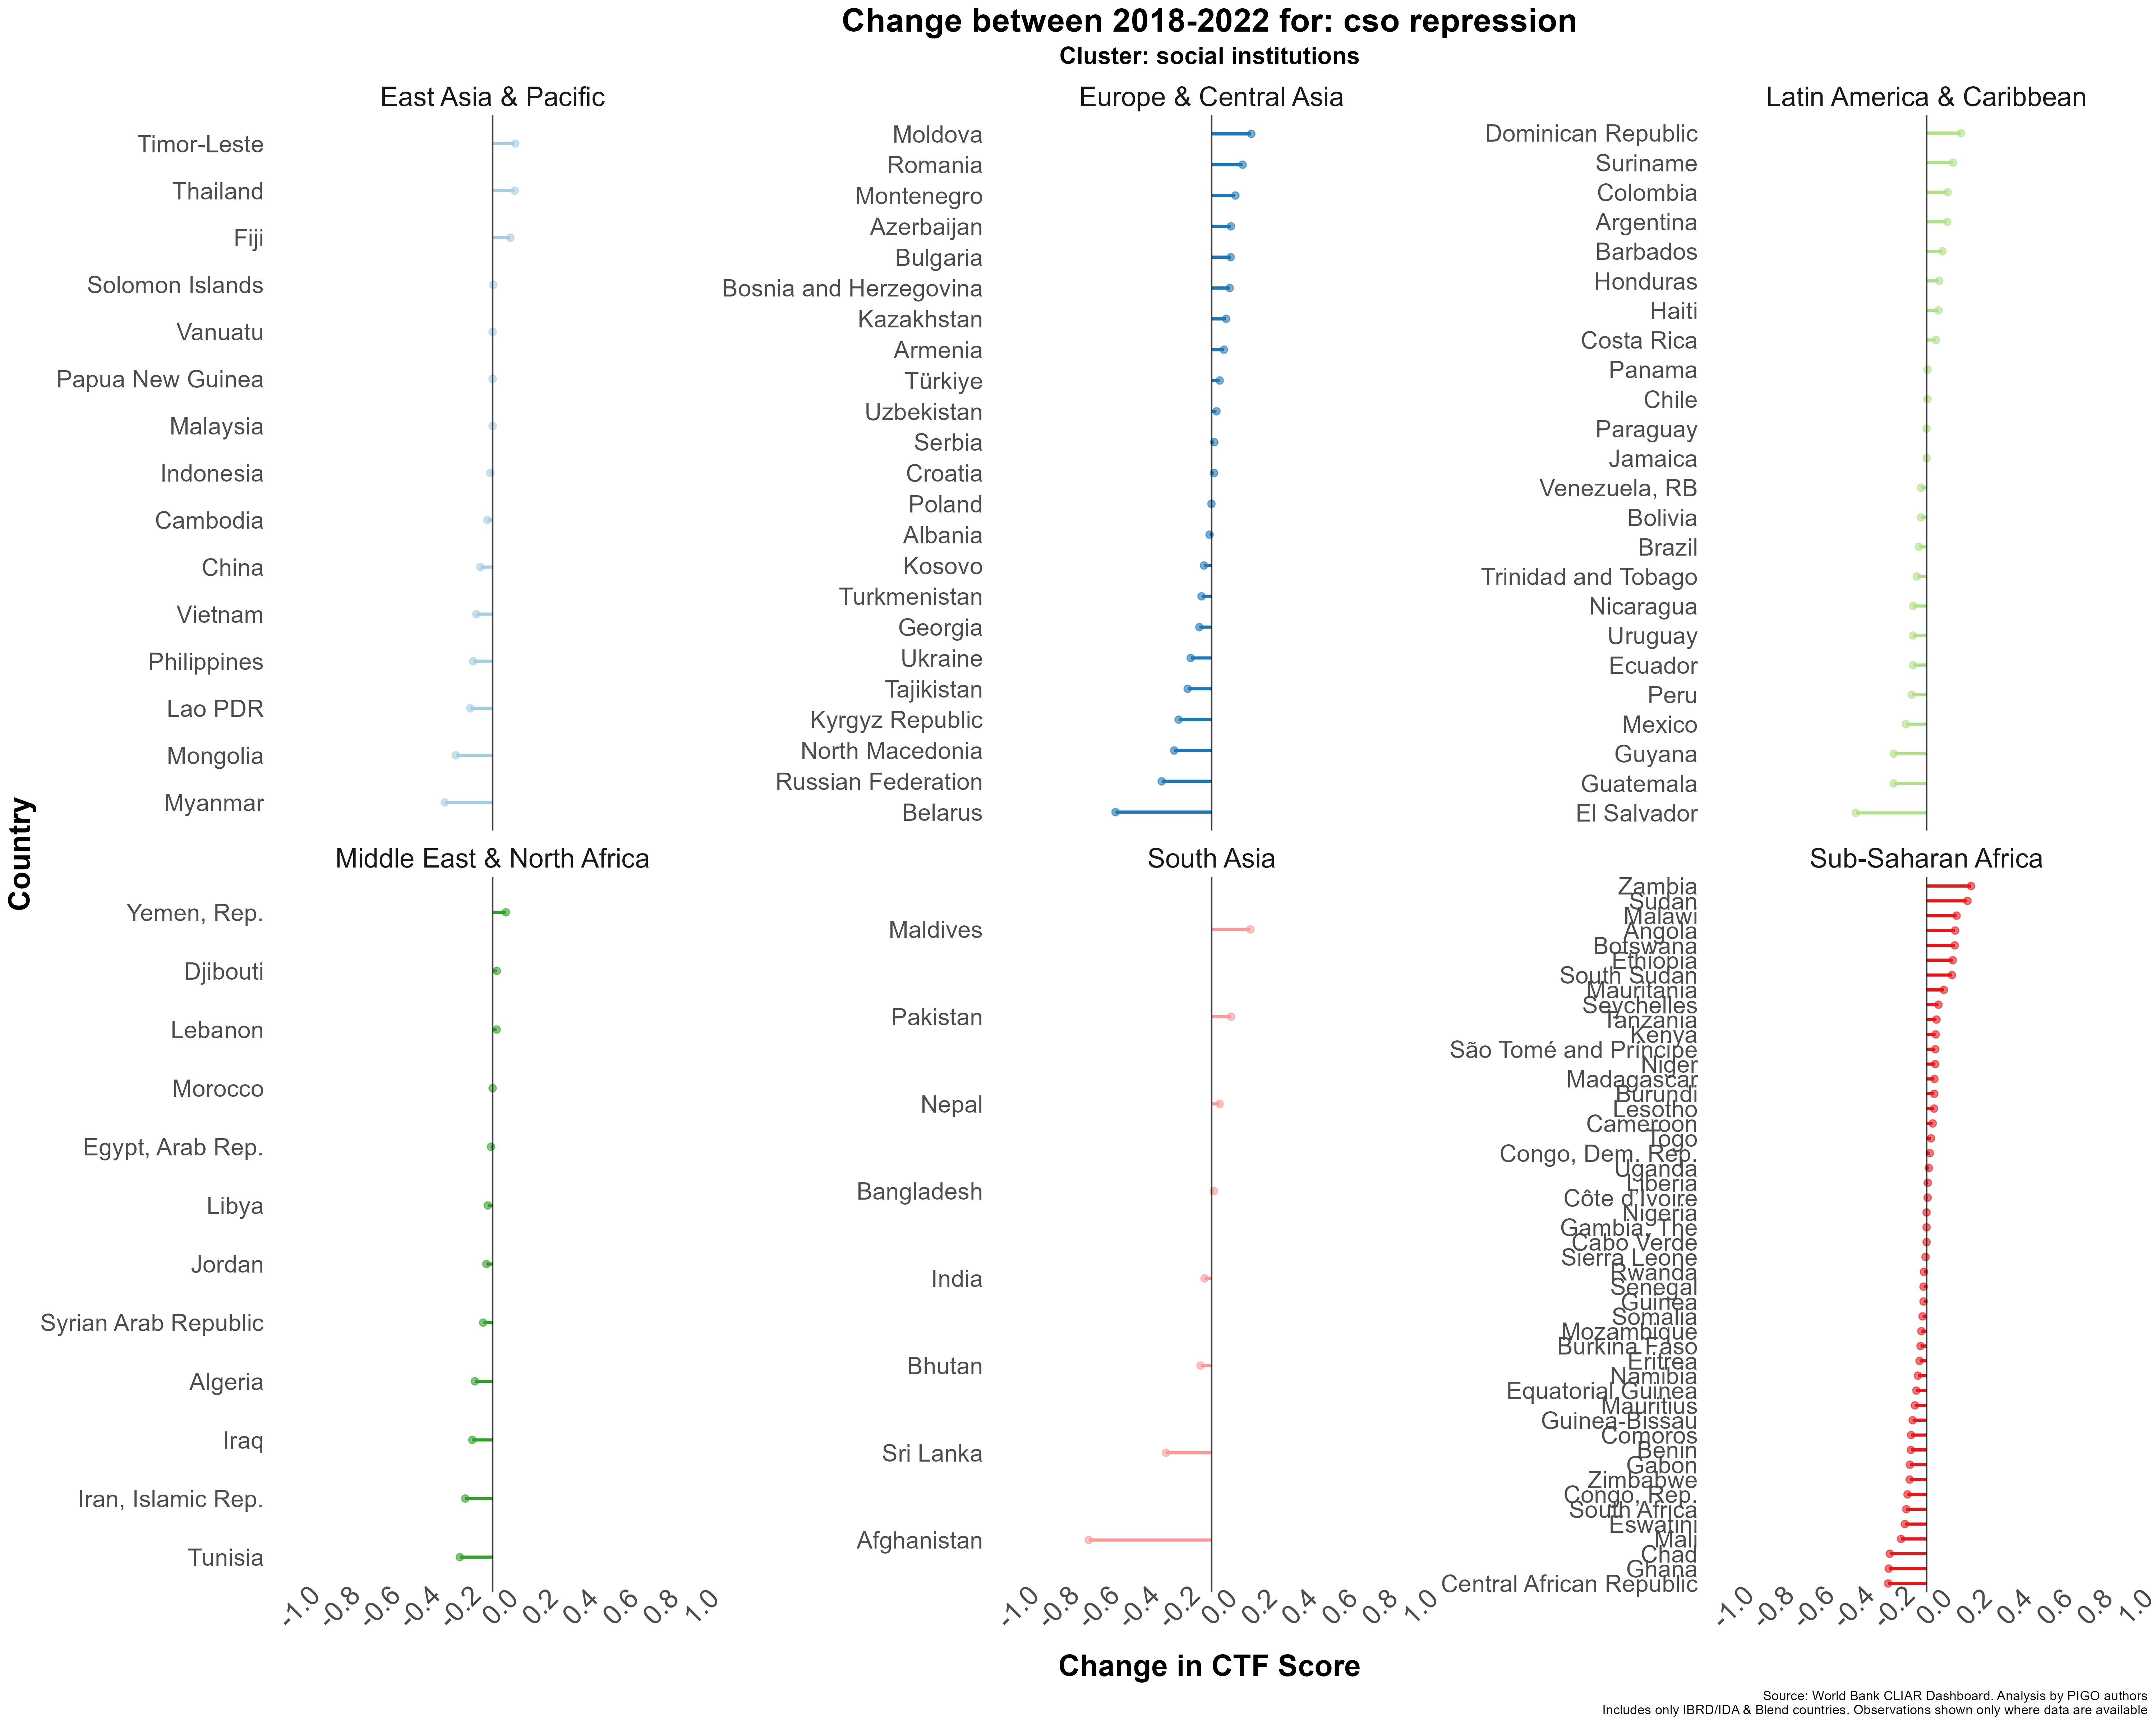 Change between 2018-2022 for: cso repression
Cluster: social institutions
East Asia & Pacific
Timor-Leste
Thailand
Fiji
Solomon Islands
Vanuatu
Papua New Guinea
Malaysia
Indonesia
Cambodia
China
Vietnam
Philippines
Lao PDR
Mongolia
Myanmar
Europe & Central Asia
Moldova
Romania
Montenegro
Azerbaijan
Bulgaria
Bosnia and Herzegovina
Kazakhstan
Armenia
Türkiye
Uzbekistan
Serbia
Croatia
Poland
Albania
Kosovo
Turkmenistan
Georgia
Ukraine
Tajikistan
Kyrgyz Republic
North Macedonia
Russian Federation
Belarus
Latin America & Caribbean
Dominican Republic
Suriname
Colombia
Argentina
Barbados
Honduras
Haiti
Costa Rica
Panama
Chile
Paraguay
Jamaica
Venezuela, RB
Bolivia
Brazil
Trinidad and Tobago
Nicaragua
Uruguay
Ecuador
Peru
Mexico
Guyana
Guatemala
El Salvador
Country
Middle East & North Africa
Yemen, Rep.
Djibouti
Lebanon
Morocco
Egypt, Arab Rep.
Libya
Jordan
Syrian Arab Republic
Algeria
Iraq
Iran, Islamic Rep.
Tunisia
-1.0 -0.8 -0.6 -0.4 -0.2 0.0 0.2 0.4 0.6 0.8 1.0
South Asia
Maldives
Pakistan
Nepal
Bangladesh
India
Bhutan
Sri Lanka
Afghanistan
-1.0 -0.8 -0.6 -0.4 -0.2 0.0 0.2 0.4 0.6 0.8 1.0
Sub-Saharan Africa
Zambia
Sudan
Malawi
Angola
Botswana
Ethiopia
South Sudan
Mauritania
Seychelles
Tanzania
Kenya
São Tomé and Príncipe
Niger
Madagascar
Burundi
Lesotho
Cameroon
Togo
Congo, Dem. Rep.
Uganda
Liberia
Côte d'Ivoire
Nigeria
Gambia, The
Cabo Verde
Sierra Leone
Rwanda
Senegal
Guinea
Somalia
Mozambique
Burkina Faso
Eritrea
Namibia
Equatorial Guinea
Mauritius
Guinea-Bissau
Comoros
Benin
Gabon
Zimbabwe
Congo, Rep.
South Africa
Eswatini
Mali
Chad
Ghana
Central African Republic
-1.0 -0.8 -0.6 -0.4 -0.2 0.0 0.2 0.4 0.6 0.8 1.0
Change in CTF Score
Source: World Bank CLIAR Dashboard. Analysis by PIGO authors
Includes only IBRD/IDA & Blend countries. Observations shown only where data are available